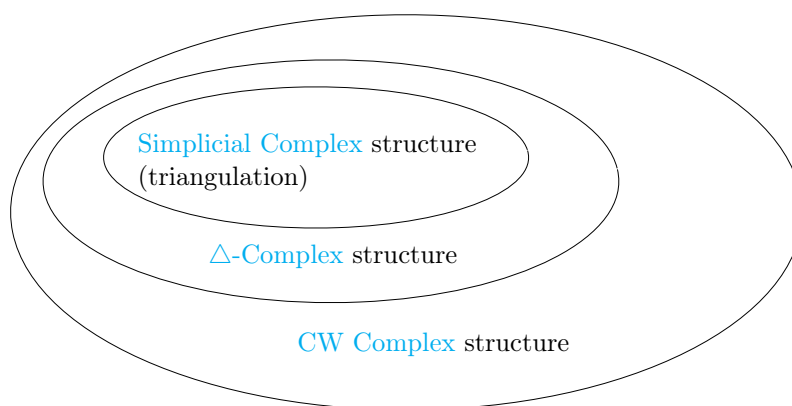 Simplicial Complex structure
(triangulation)
△-Complex structure
CW Complex structure